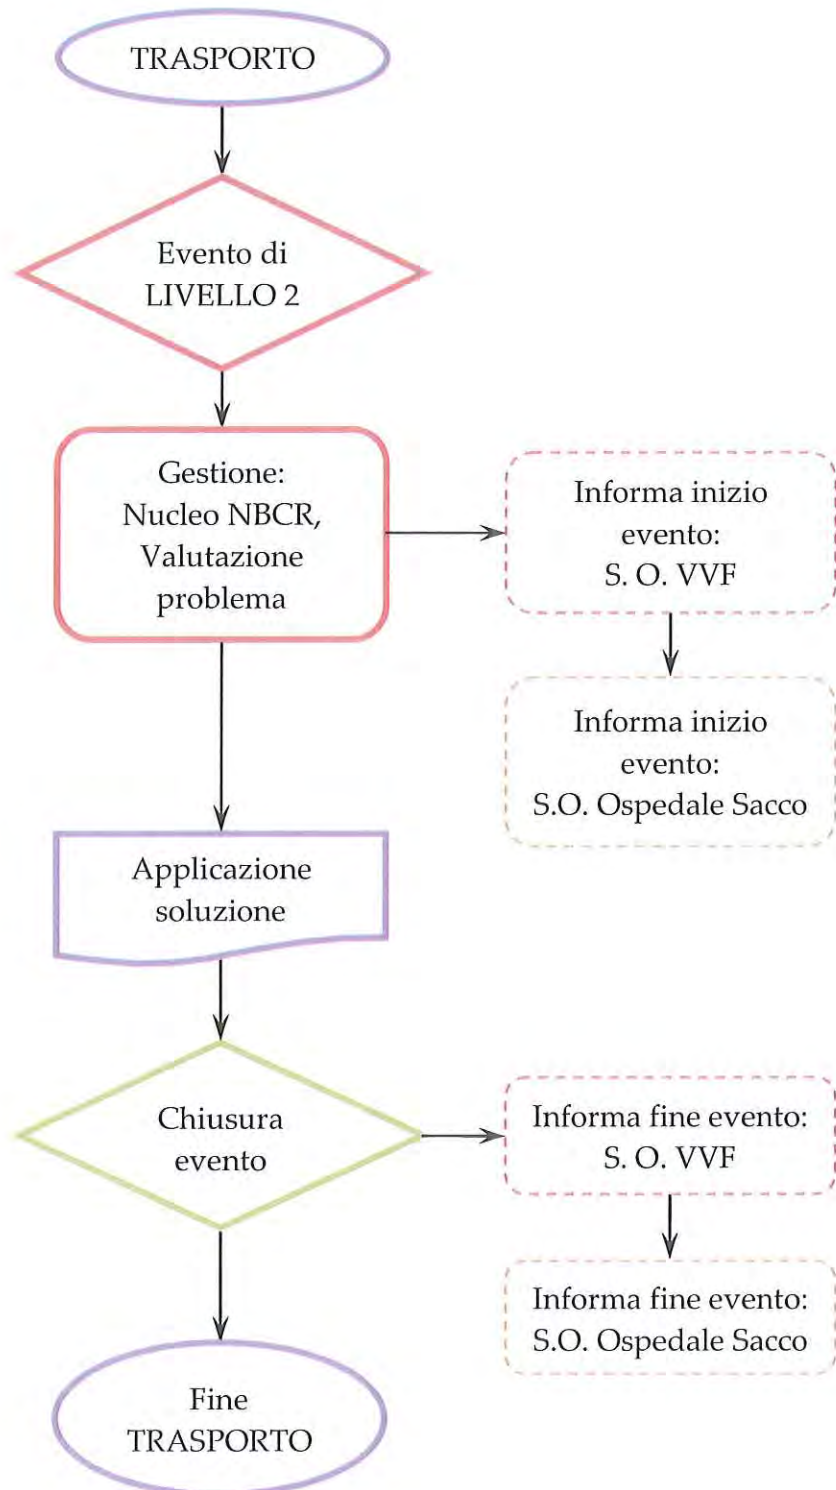 TRASPORTO
Evento di
LIVELLO 2
Gestione:
Nucleo NBCR,
Valutazione
problema
Informa inizio
evento:
S. O. VVF
Informa inizio
evento:
S.O. Ospedale Sacco
Applicazione
soluzione
Chiusura
evento
Informa fine evento:
S. O. VVF
Informa fine evento:
S.O. Ospedale Sacco
Fine
TRASPORTO